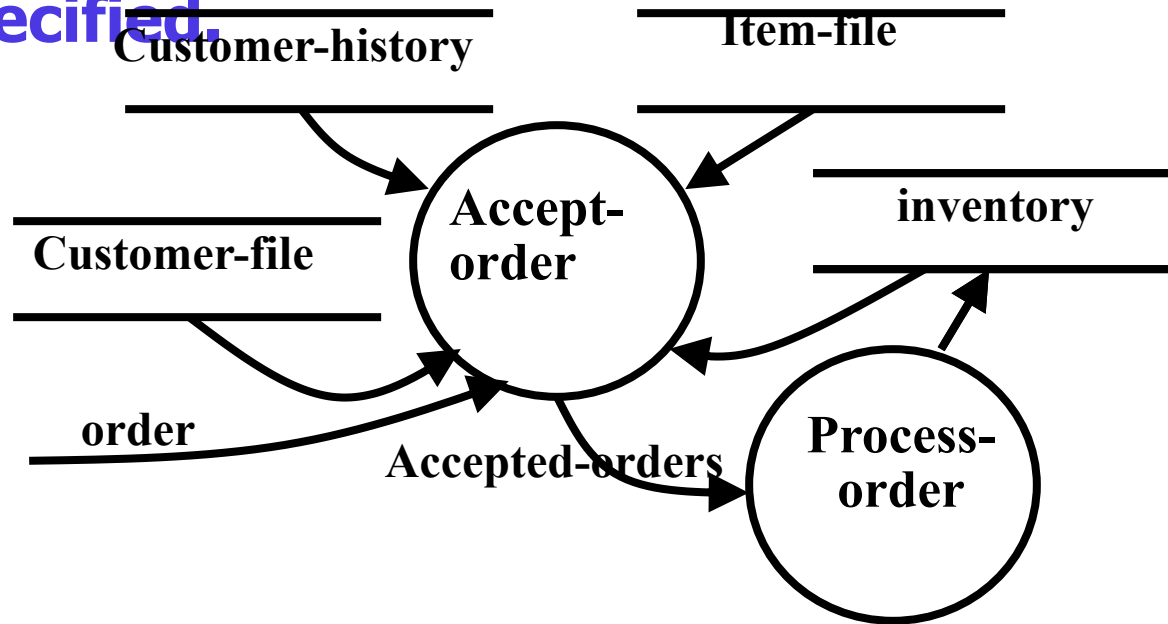 ecified.
Customer-history
Item-file
Accept-
order
inventory
Customer-file
order
Accepted-orders
Process-
order